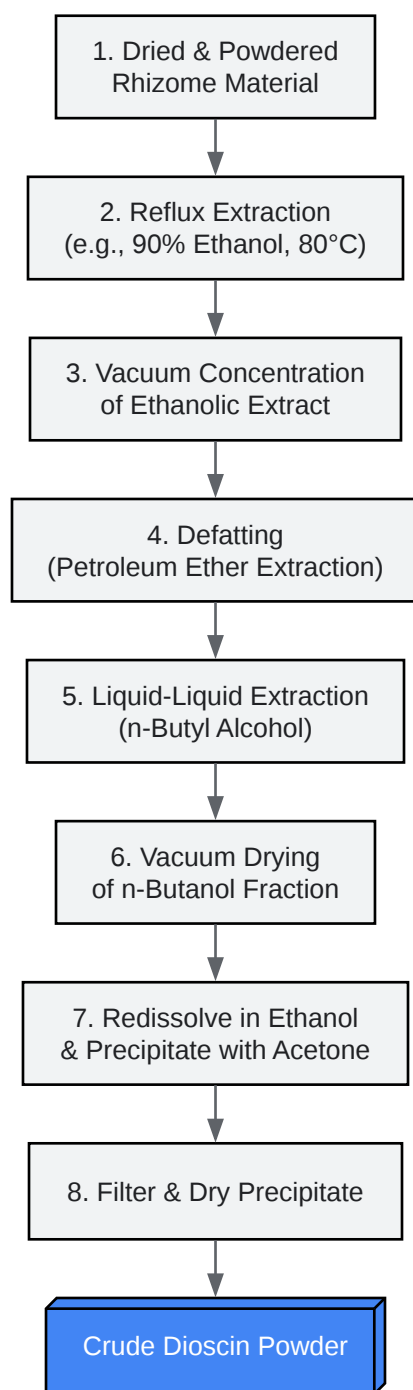 1. Dried & Powdered
Rhizome Material
2. Reflux Extraction
(e.g., 90% Ethanol, 80°C)
3. Vacuum Concentration
of Ethanolic Extract
4. Defatting
(Petroleum Ether Extraction)
5. Liquid-Liquid Extraction
(n-Butyl Alcohol)
6. Vacuum Drying
of n-Butanol Fraction
7. Redissolve in Ethanol
& Precipitate with Acetone
8. Filter & Dry Precipitate
Crude Dioscin Powder